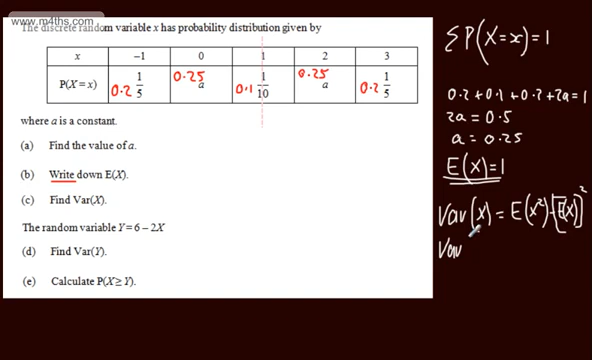 www.m4ths.com
The discrete random variable x has probability distribution given by
x −1 0 1 2 3
P(X = x) 0.2 1/5 0.25 a 0.1 1/10 0.25 a 0.2 1/5
where a is a constant.
(a) Find the value of a.
(b) Write down E(X).
(c) Find Var(X).
The random variable Y = 6 – 2X
(d) Find Var(Y).
(e) Calculate P(X ≥ Y).
ΣP(X=x)=1
0.2+0.1+0.2+2a=1
2a=0.5
a=0.25
E(X)=1
Var(X)=E(X²)-[E(X)]²
Var